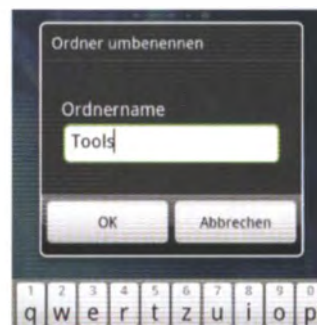 Ordner umbenennen
Ordnername
Tools
OK Abbrechen
1 2 3 4 5 6 7 8 9 0
q w e r t z u i o p